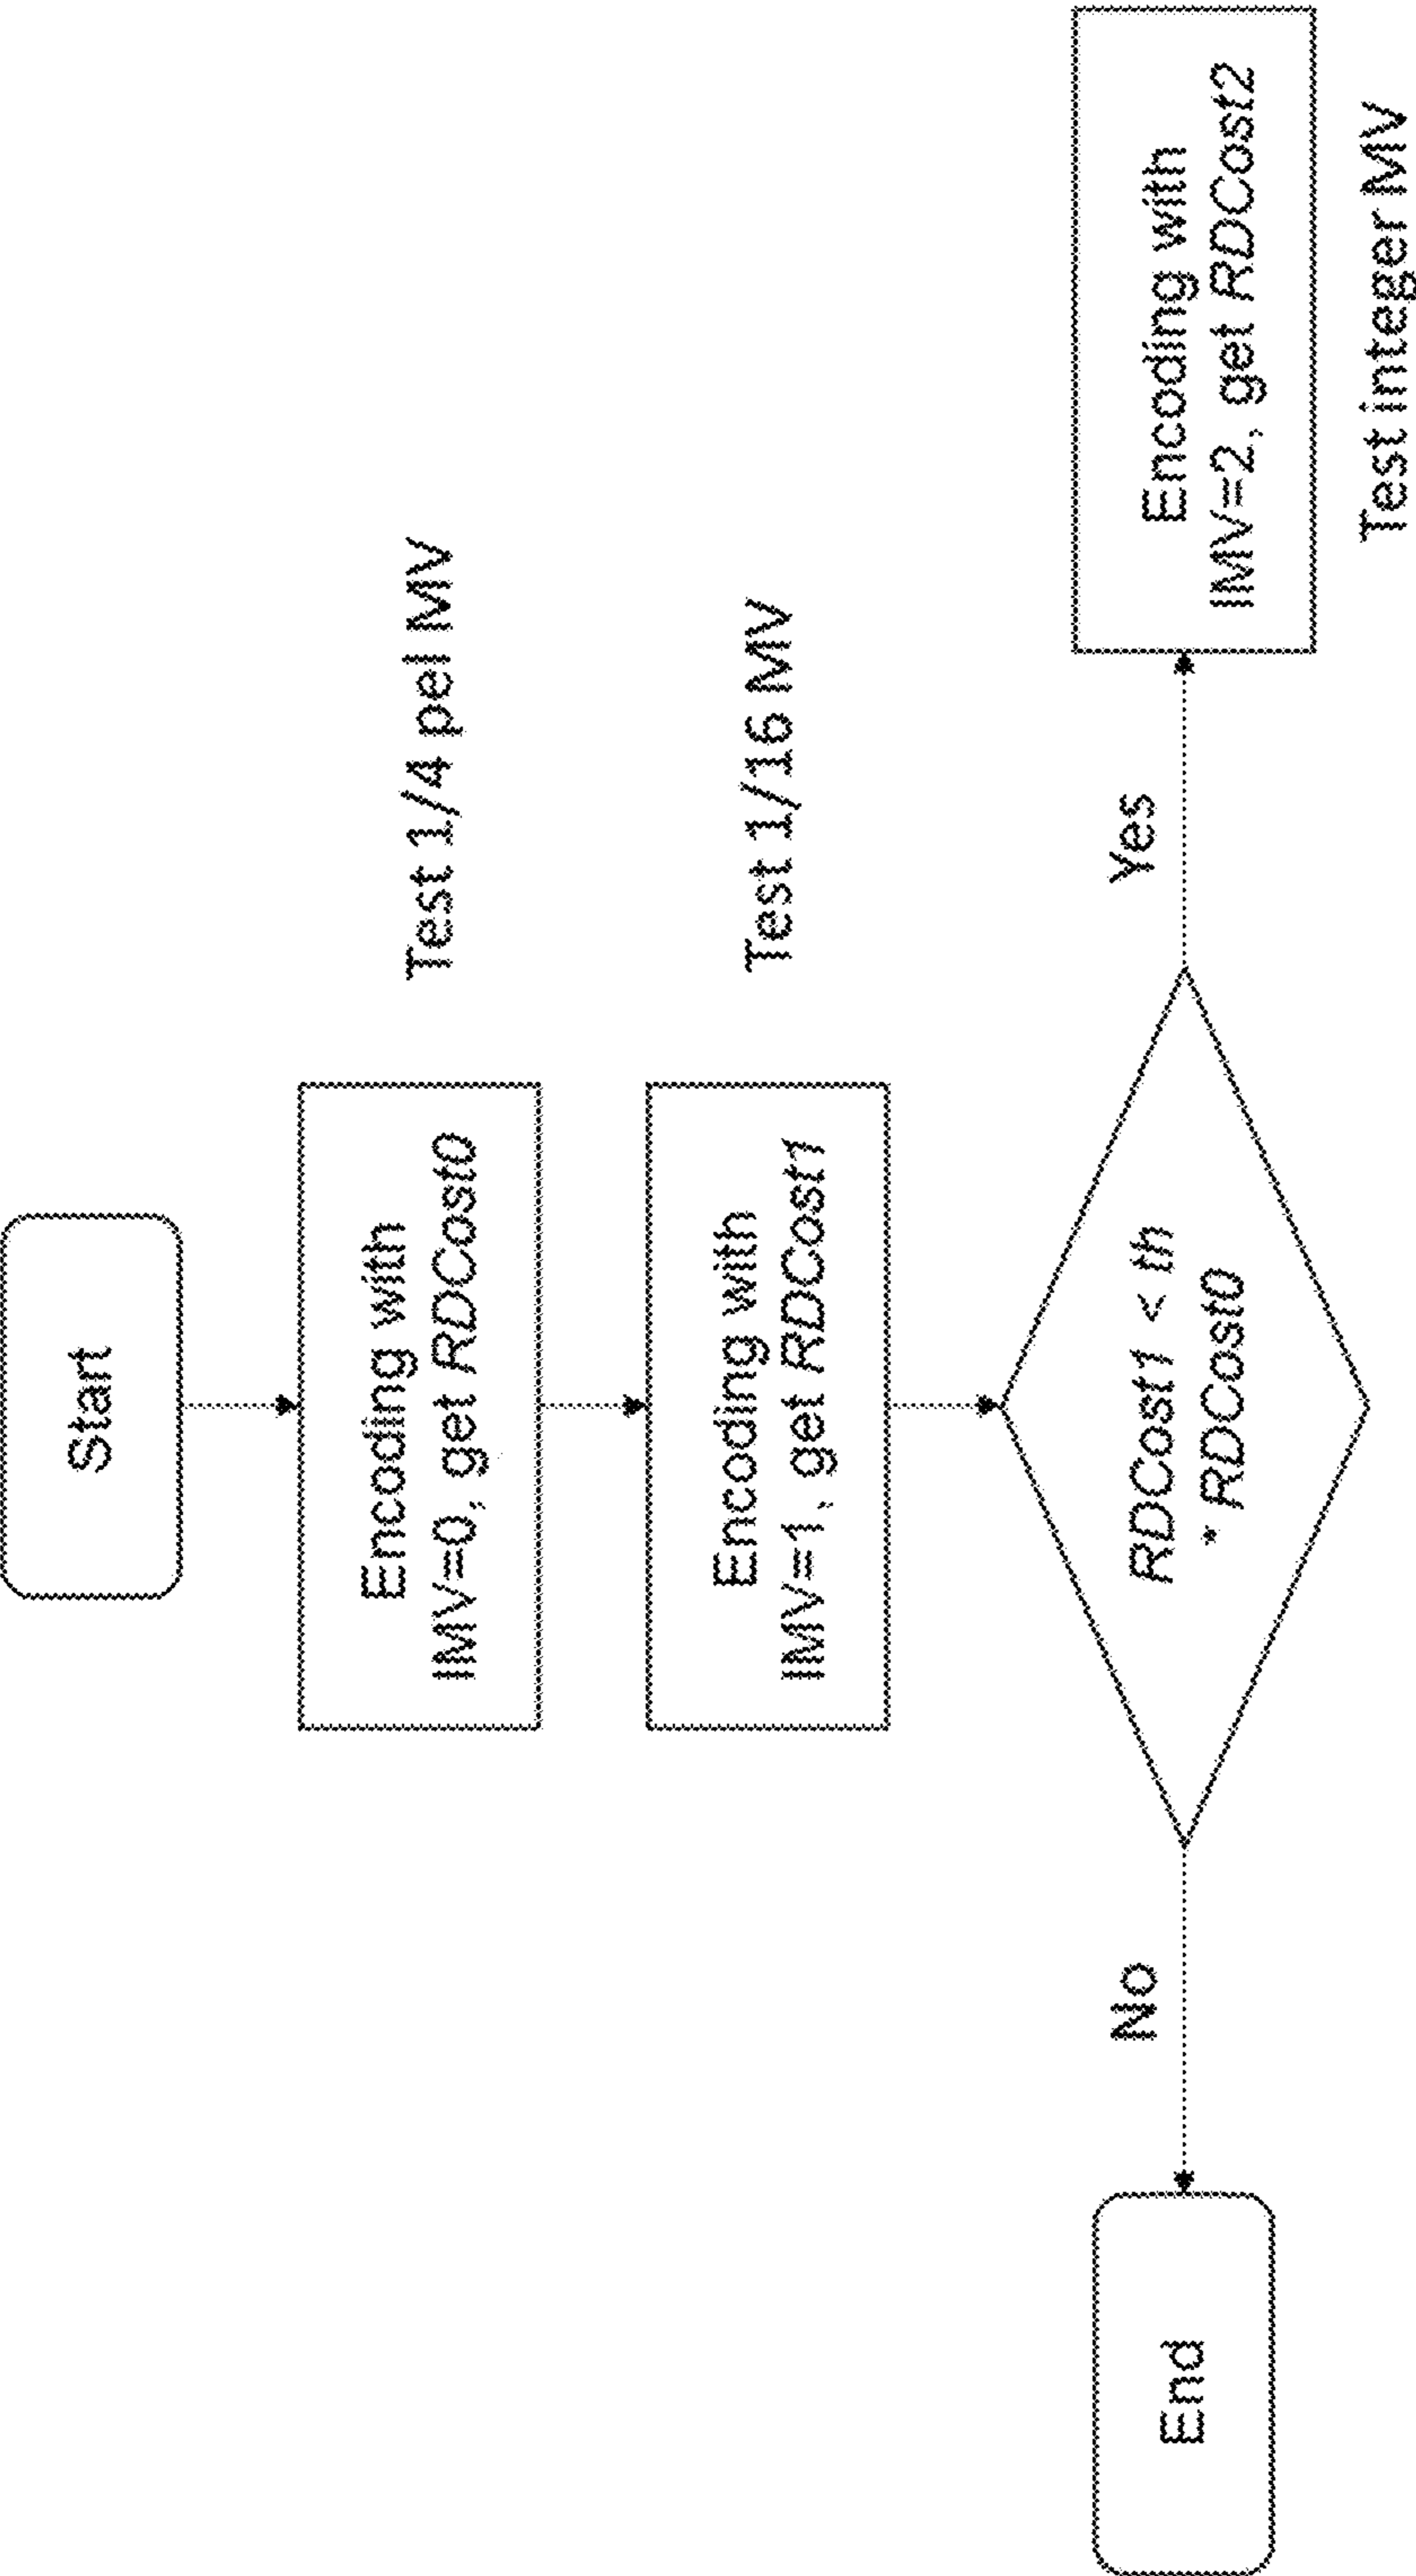 Start
Encoding with
IMV=0, get RDCost0
Test 1/4 pel MV
Encoding with
IMV=1, get RDCost1
Test 1/16 MV
RDCost1 < th
* RDCost0
No
Yes
End
Encoding with
IMV=2, get RDCost2
Test integer MV